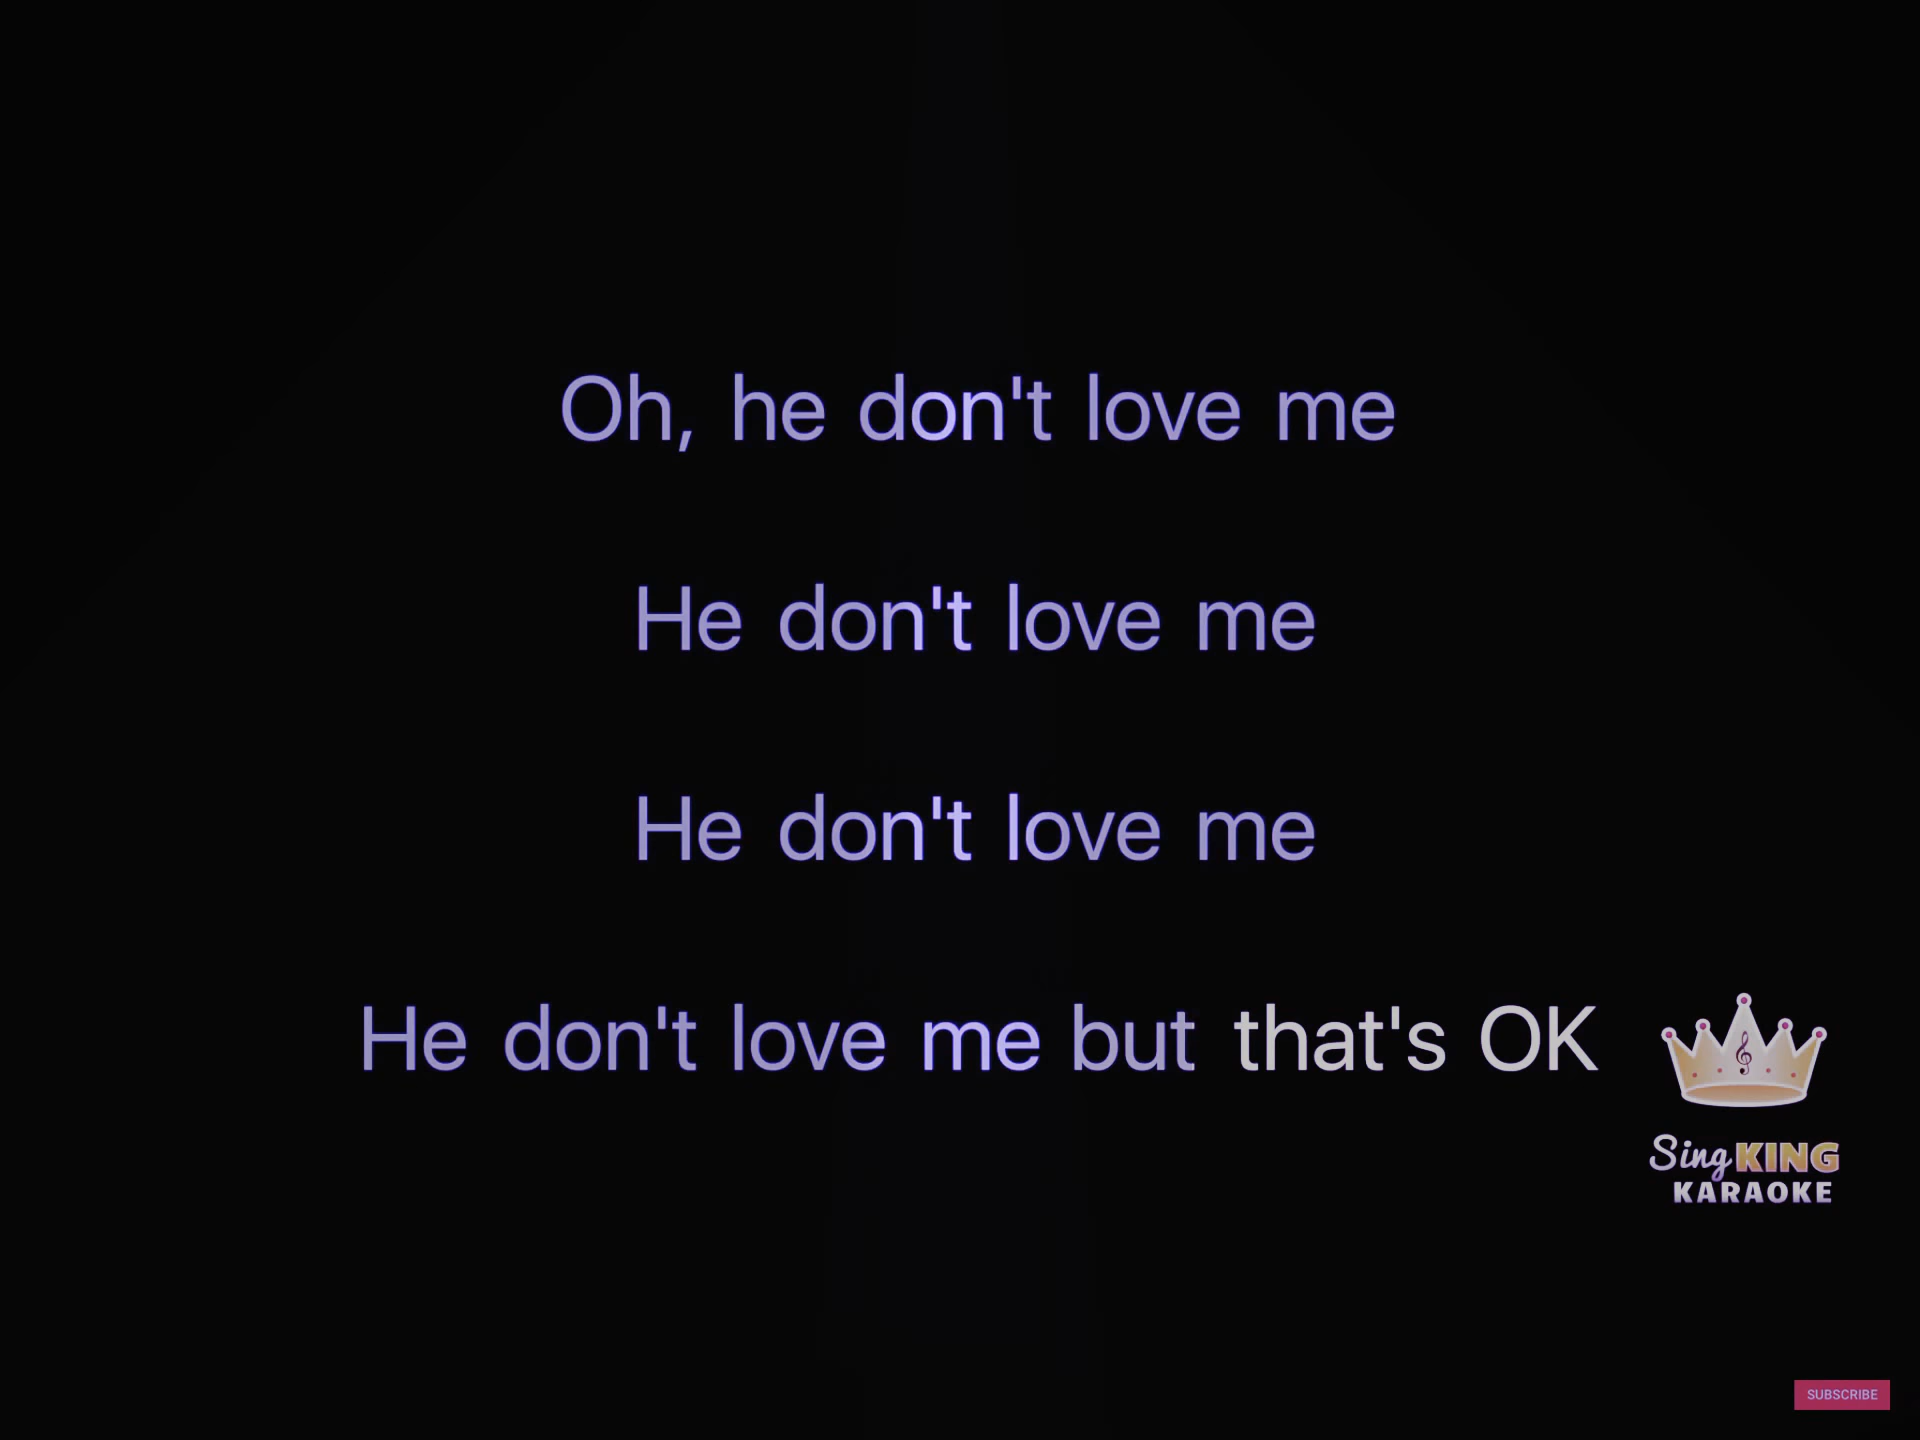 Oh, he don't love me
He don't love me
He don't love me
He don't love me but that's OK
Sing KING
KARAOKE
SUBSCRIBE